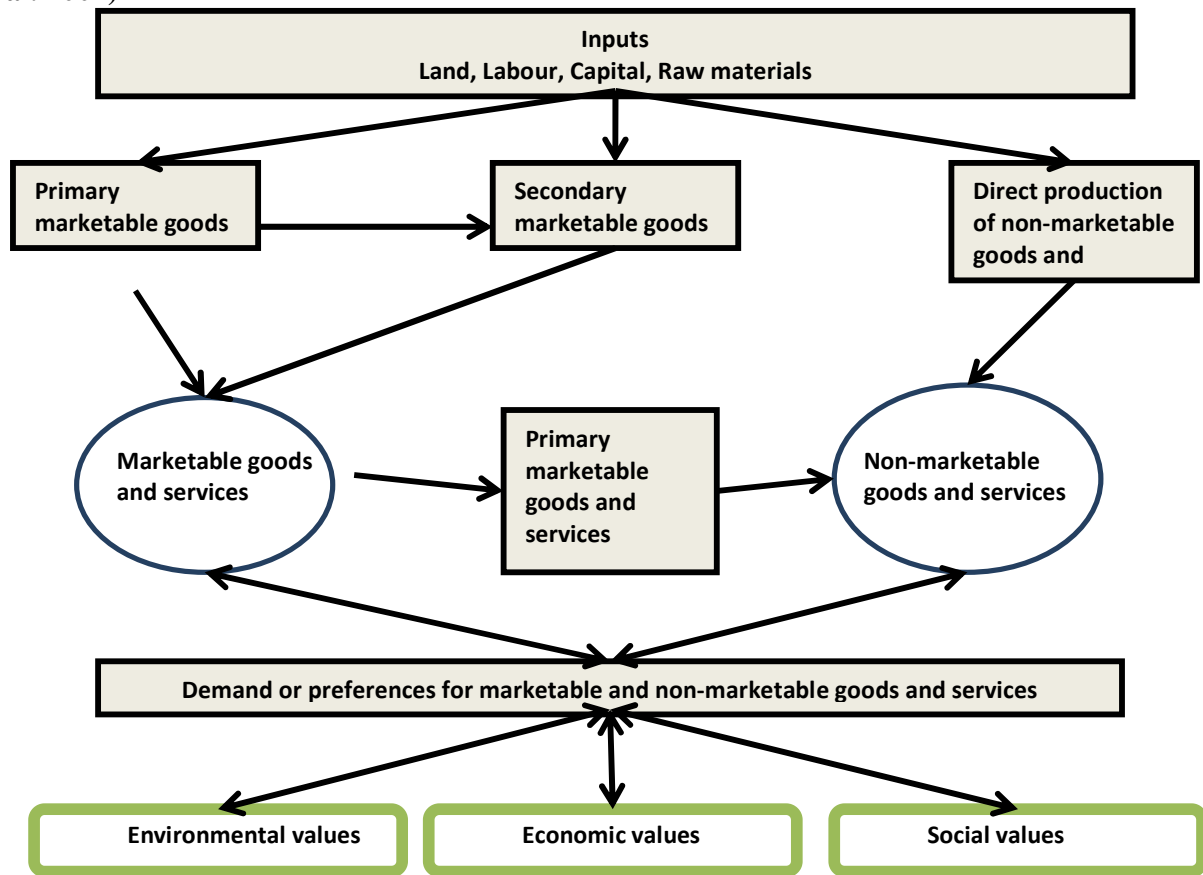 Inputs
Land, Labour, Capital, Raw materials
Primary
marketable goods
Secondary
marketable goods
Direct production
of non-marketable
goods and
Marketable goods
and services
Primary
marketable
goods and
services
Non-marketable
goods and services
Demand or preferences for marketable and non-marketable goods and services
Environmental values
Economic values
Social values